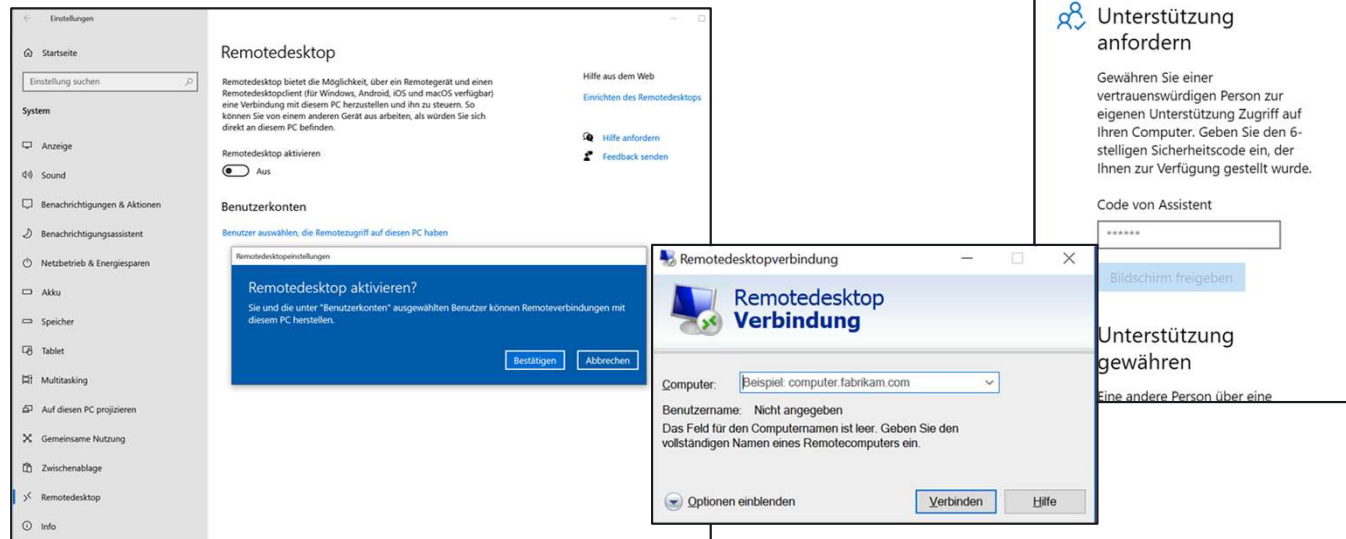 Einstellungen
Startseite
Einstellung suchen
System
Anzeige
Sound
Benachrichtigungen & Aktionen
Benachrichtigungsassistent
Netzbetrieb & Energiesparen
Akku
Speicher
Tablet
Multitasking
Auf diesen PC projizieren
Gemeinsame Nutzung
Zwischenablage
Remotedesktop
Info
Remotedesktop
Remotedesktop bietet die Möglichkeit, über ein Remotegerät und einen
Remotedesktopclient (für Windows, Android, iOS und macOS verfügbar)
eine Verbindung mit diesem PC herzustellen und ihn zu steuern. So
können Sie von einem anderen Gerät aus arbeiten, als würden Sie sich
direkt an diesem PC befinden.
Remotedesktop aktivieren
Aus
Benutzerkonten
Benutzer auswählen, die Remotezugriff auf diesen PC haben
Hilfe aus dem Web
Einrichten des Remotedesktops
Hilfe anfordern
Feedback senden
Remotedesktopeinstellungen
Remotedesktop aktivieren?
Sie und die unter "Benutzerkonten" ausgewählten Benutzer können Remoteverbindungen mit
diesem PC herstellen.
Bestätigen
Abbrechen
Remotedesktopverbindung
Remotedesktop
Verbindung
Computer:
Beispiel: computer.fabrikam.com
Benutzername: Nicht angegeben
Das Feld für den Computernamen ist leer. Geben Sie den
vollständigen Namen eines Remotecomputers ein.
Optionen einblenden
Verbinden
Hilfe
Unterstützung
anfordern
Gewähren Sie einer
vertrauenswürdigen Person zur
eigenen Unterstützung Zugriff auf
Ihren Computer. Geben Sie den 6-
stelligen Sicherheitscode ein, der
Ihnen zur Verfügung gestellt wurde.
Code von Assistent
******
Bildschirm freigeben
Unterstützung
gewähren
Eine andere Person über eine